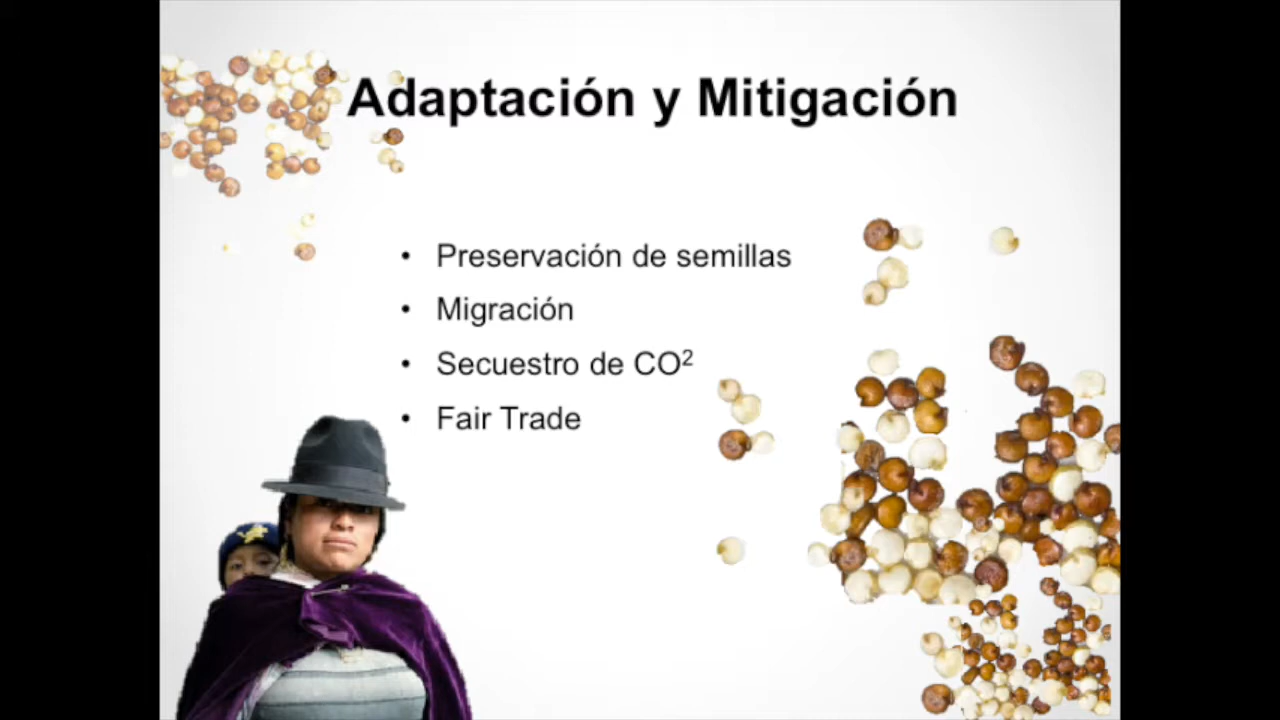 Adaptación y Mitigación
• Preservación de semillas
• Migración
• Secuestro de CO²
• Fair Trade